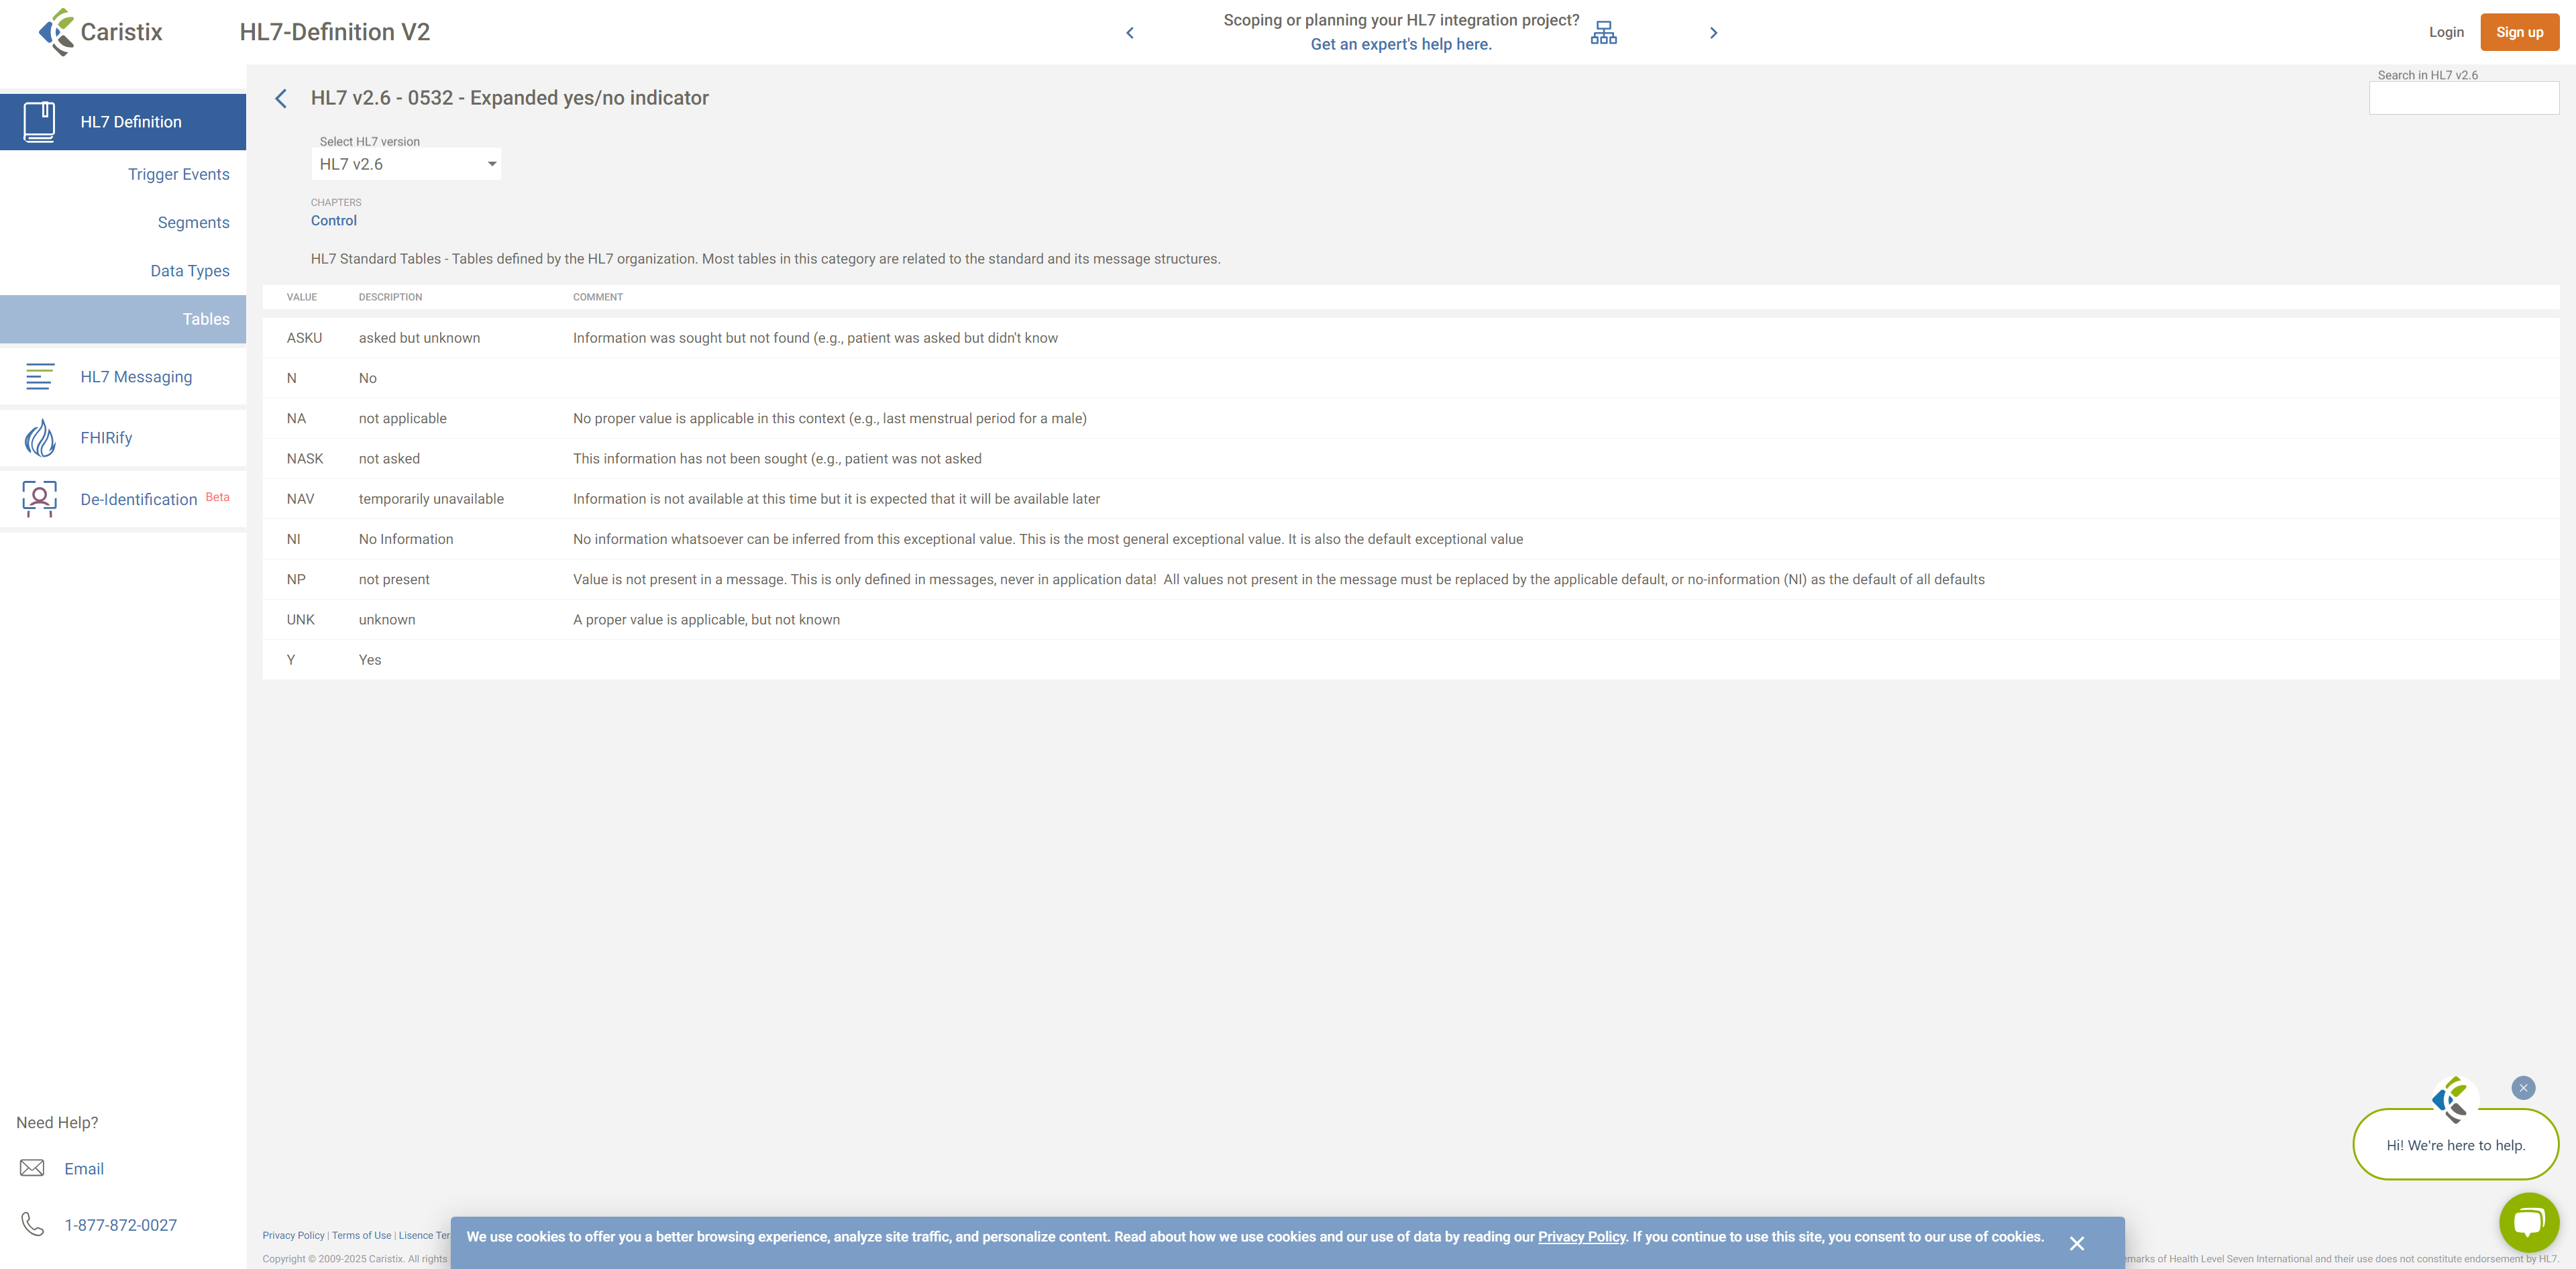 Caristix
HL7-Definition V2
Scoping or planning your HL7 integration project?
Get an expert's help here.
Login
Sign up
HL7 Definition
Trigger Events
Segments
Data Types
Tables
HL7 Messaging
FHIRify
De-Identification Beta
Need Help?
Email
1-877-872-0027
HL7 v2.6 - 0532 - Expanded yes/no indicator
Search in HL7 v2.6
Select HL7 version
HL7 v2.6
CHAPTERS
Control
HL7 Standard Tables - Tables defined by the HL7 organization. Most tables in this category are related to the standard and its message structures.
VALUE DESCRIPTION COMMENT
ASKU asked but unknown Information was sought but not found (e.g., patient was asked but didn't know
N No
NA not applicable No proper value is applicable in this context (e.g., last menstrual period for a male)
NASK not asked This information has not been sought (e.g., patient was not asked
NAV temporarily unavailable Information is not available at this time but it is expected that it will be available later
NI No Information No information whatsoever can be inferred from this exceptional value. This is the most general exceptional value. It is also the default exceptional value
NP not present Value is not present in a message. This is only defined in messages, never in application data! All values not present in the message must be replaced by the applicable default, or no-information (NI) as the default of all defaults
UNK unknown A proper value is applicable, but not known
Y Yes
Hi! We're here to help.
Privacy Policy | Terms of Use | Lisence Ter
We use cookies to offer you a better browsing experience, analyze site traffic, and personalize content. Read about how we use cookies and our use of data by reading our Privacy Policy. If you continue to use this site, you consent to our use of cookies.
Copyright © 2009-2025 Caristix. All rights
emarks of Health Level Seven International and their use does not constitute endorsement by HL7.